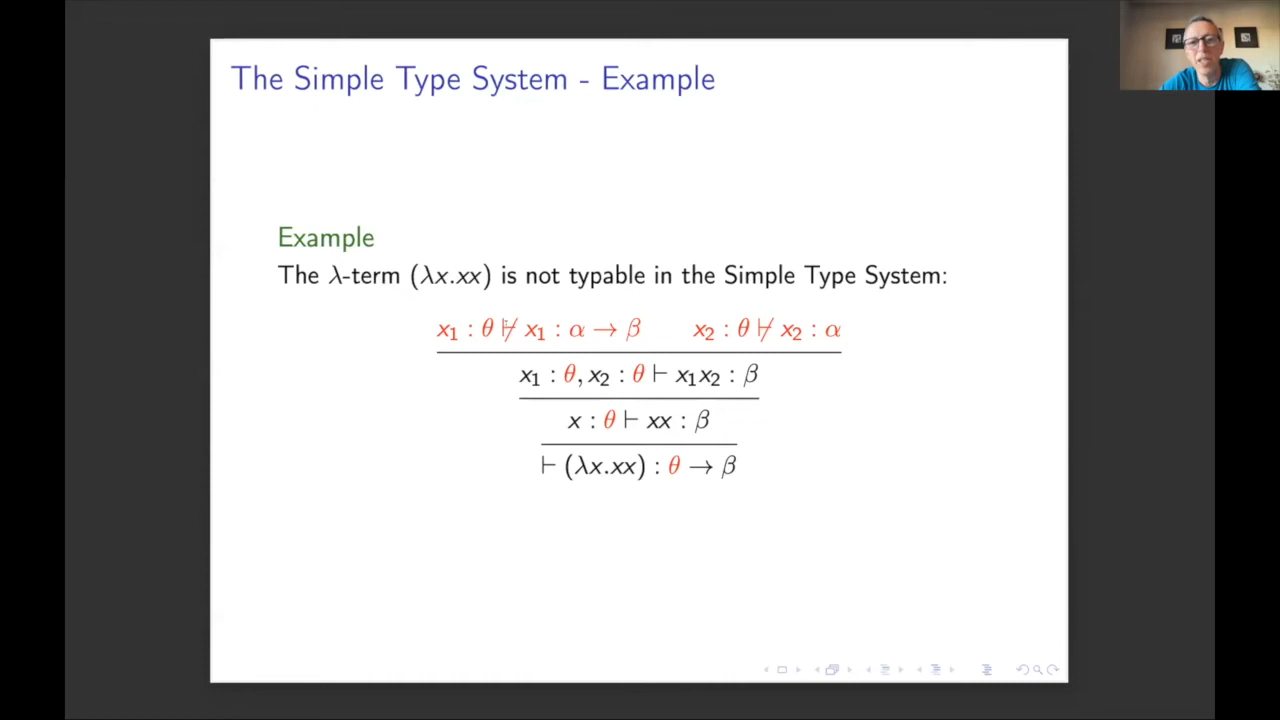 The Simple Type System - Example
Example
The λ-term (λx.xx) is not typable in the Simple Type System:
x₁ : θ ⊬ x₁ : α → β x₂ : θ ⊬ x₂ : α
x₁ : θ, x₂ : θ ⊢ x₁x₂ : β
x : θ ⊢ xx : β
⊢ (λx.xx) : θ → β